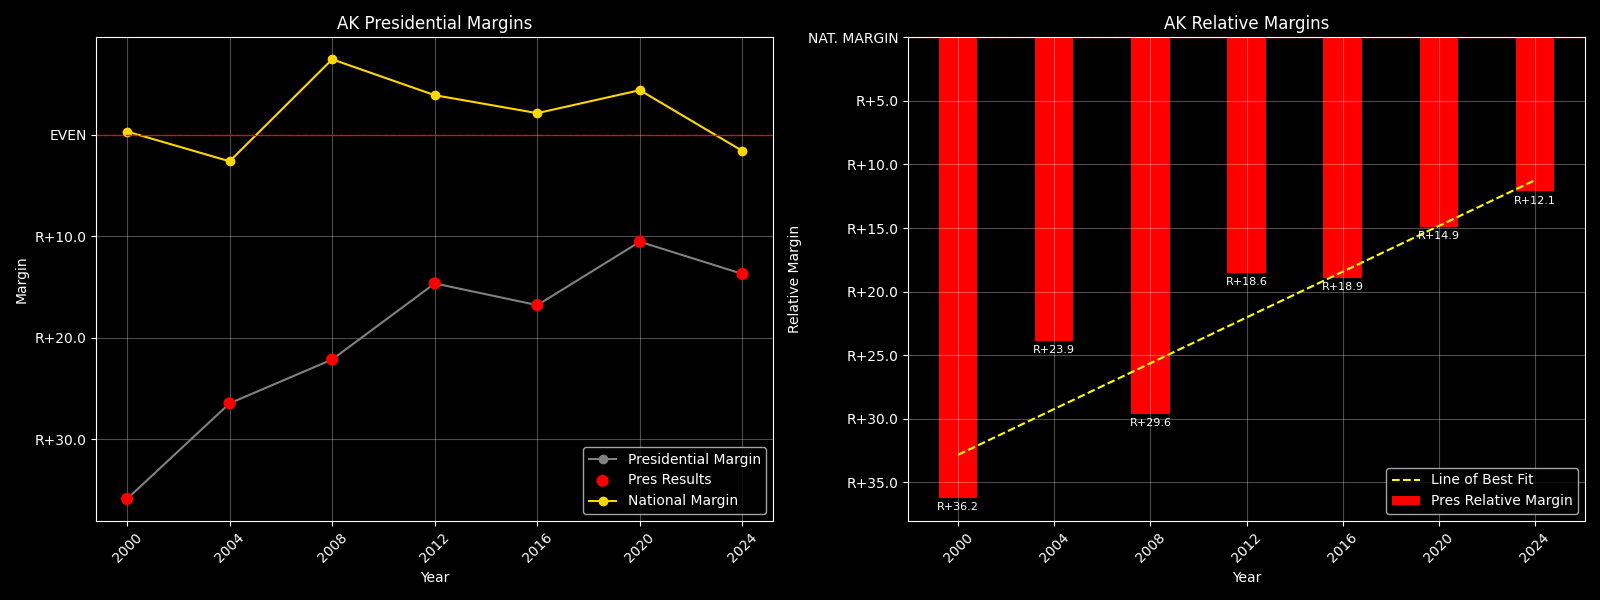 AK Presidential Margins
EVEN
R+10.0
R+20.0
R+30.0
Margin
2000
2004
2008
2012
2016
2020
2024
Year
Presidential Margin
Pres Results
National Margin
AK Relative Margins
NAT. MARGIN
R+5.0
R+10.0
R+15.0
R+20.0
R+25.0
R+30.0
R+35.0
Relative Margin
R+36.2
R+23.9
R+29.6
R+18.6
R+18.9
R+14.9
R+12.1
2000
2004
2008
2012
2016
2020
2024
Year
Line of Best Fit
Pres Relative Margin